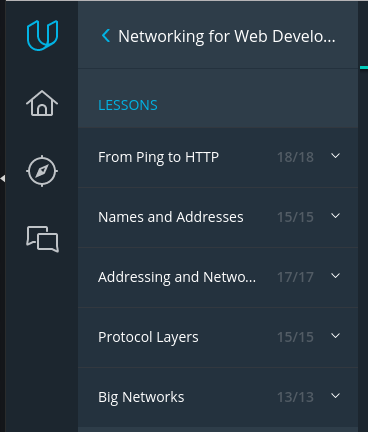 Networking for Web Develo...
LESSONS
From Ping to HTTP 18/18
Names and Addresses 15/15
Addressing and Netwo... 17/17
Protocol Layers 15/15
Big Networks 13/13